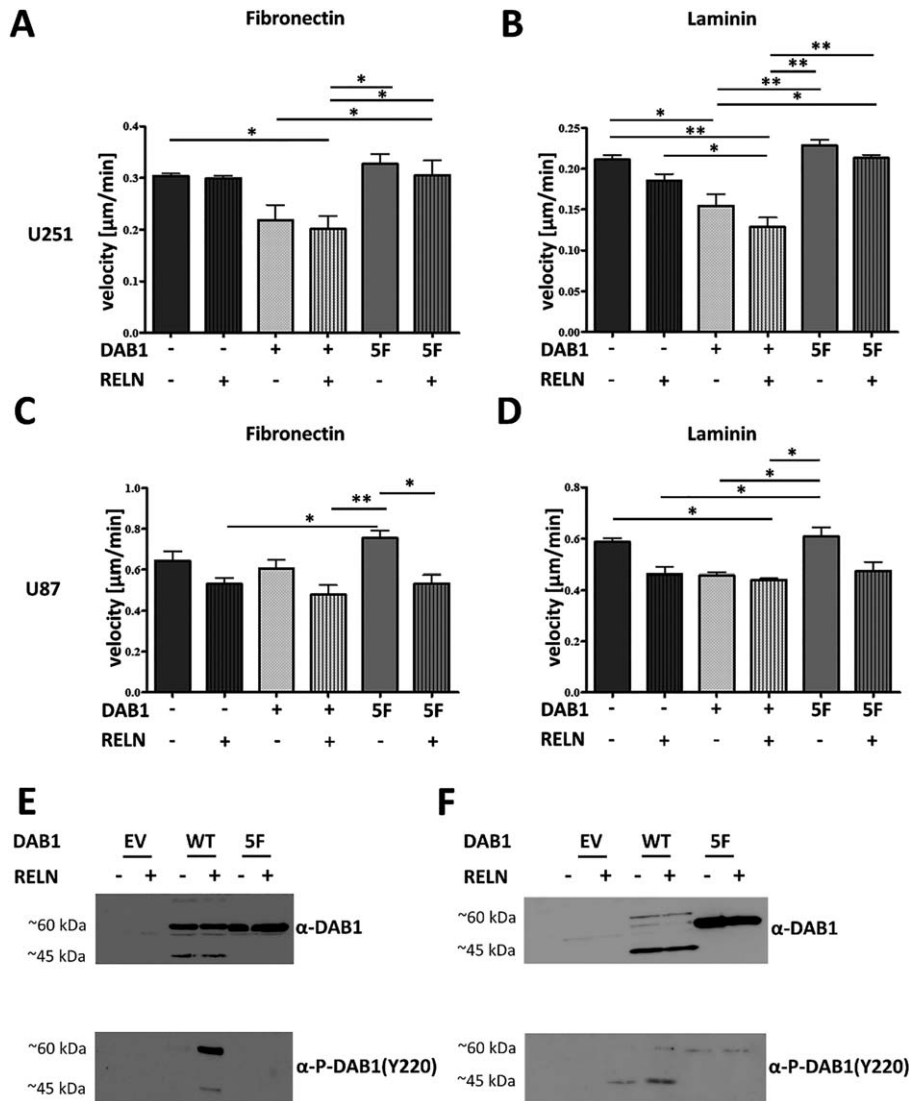 A
Fibronectin
*
*
*
*
velocity [µm/min]
0.4
0.3
0.2
0.1
0.0
U251
DAB1 - - + + 5F 5F
RELN - + - + - +
B
Laminin
**
**
**
*
*
**
*
velocity [µm/min]
0.25
0.20
0.15
0.10
0.05
0.00
DAB1 - - + + 5F 5F
RELN - + - + - +
C
Fibronectin
*
**
*
velocity [µm/min]
1.0
0.8
0.6
0.4
0.2
0.0
U87
DAB1 - - + + 5F 5F
RELN - + - + - +
D
Laminin
*
*
*
*
velocity [µm/min]
0.8
0.6
0.4
0.2
0.0
DAB1 - - + + 5F 5F
RELN - + - + - +
E
DAB1 EV WT 5F
RELN - + - + - +
~60 kDa
α-DAB1
~45 kDa
~60 kDa
α-P-DAB1(Y220)
~45 kDa
F
DAB1 EV WT 5F
RELN - + - + - +
~60 kDa
α-DAB1
~45 kDa
~60 kDa
α-P-DAB1(Y220)
~45 kDa